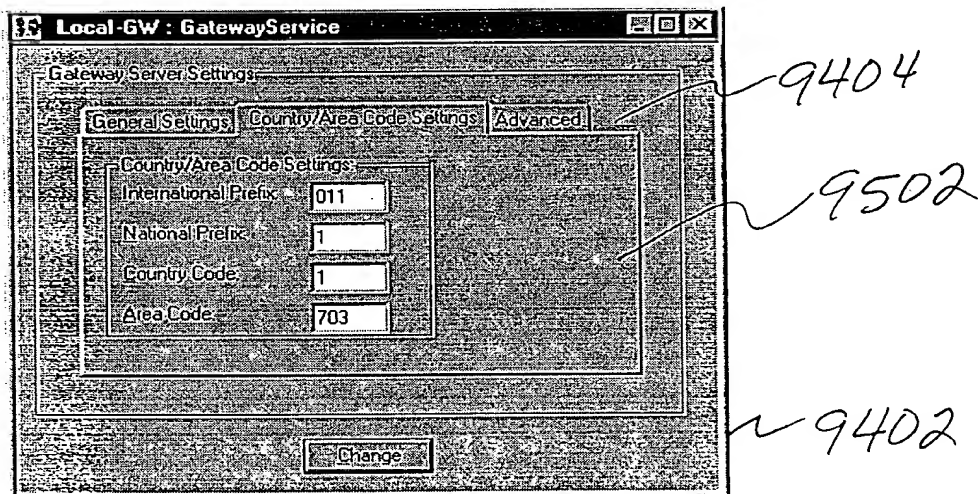 Local-GW : GatewayService
Gateway Server Settings
General Settings
Country/Area Code Settings
Advanced
Country/Area Code Settings
International Prefix
011
National Prefix
1
Country Code
1
Area Code
703
Change
9404
9502
9402